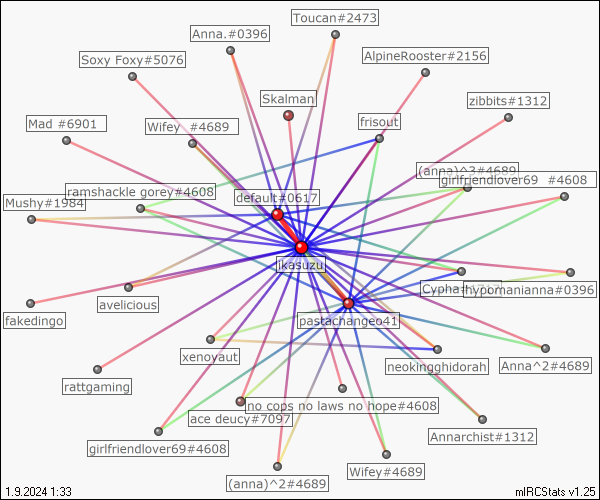 Toucan#2473
Anna.#0396
AlpineRooster#2156
Soxy Foxy#5076
Skalman
zibbits#1312
frisout
Mad #6901
Wifey #4689
(anna)^3#4689
girlfriendlover69 #4608
ramshackle gorey#4608
default#0617
Mushy#1984
jkasuzu
Cypha
hypomanianna#0396
avelicious
fakedingo
pastachangeo41
xenoyaut
neokingghidorah
Anna^2#4689
rattgaming
no cops no laws no hope#4608
ace deucy#7097
Annarchist#1312
girlfriendlover69#4608
Wifey#4689
(anna)^2#4689
1.9.2024 1:33
mIRCStats v1.25